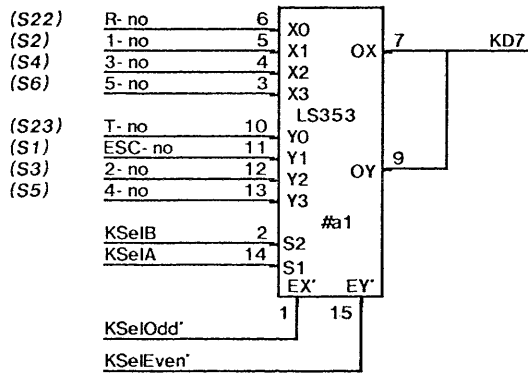 (S22) R- no 6 X0
(S2) 1- no 5 X1 OX 7 KD7
(S4) 3- no 4 X2
(S6) 5- no 3 X3
LS353
(S23) T- no 10 Y0
(S1) ESC- no 11 Y1
(S3) 2- no 12 Y2 OY 9
(S5) 4- no 13 Y3
#a1
KSelB 2 S2
KSelA 14 S1
EX' EY'
1 15
KSelOdd'
KSelEven'